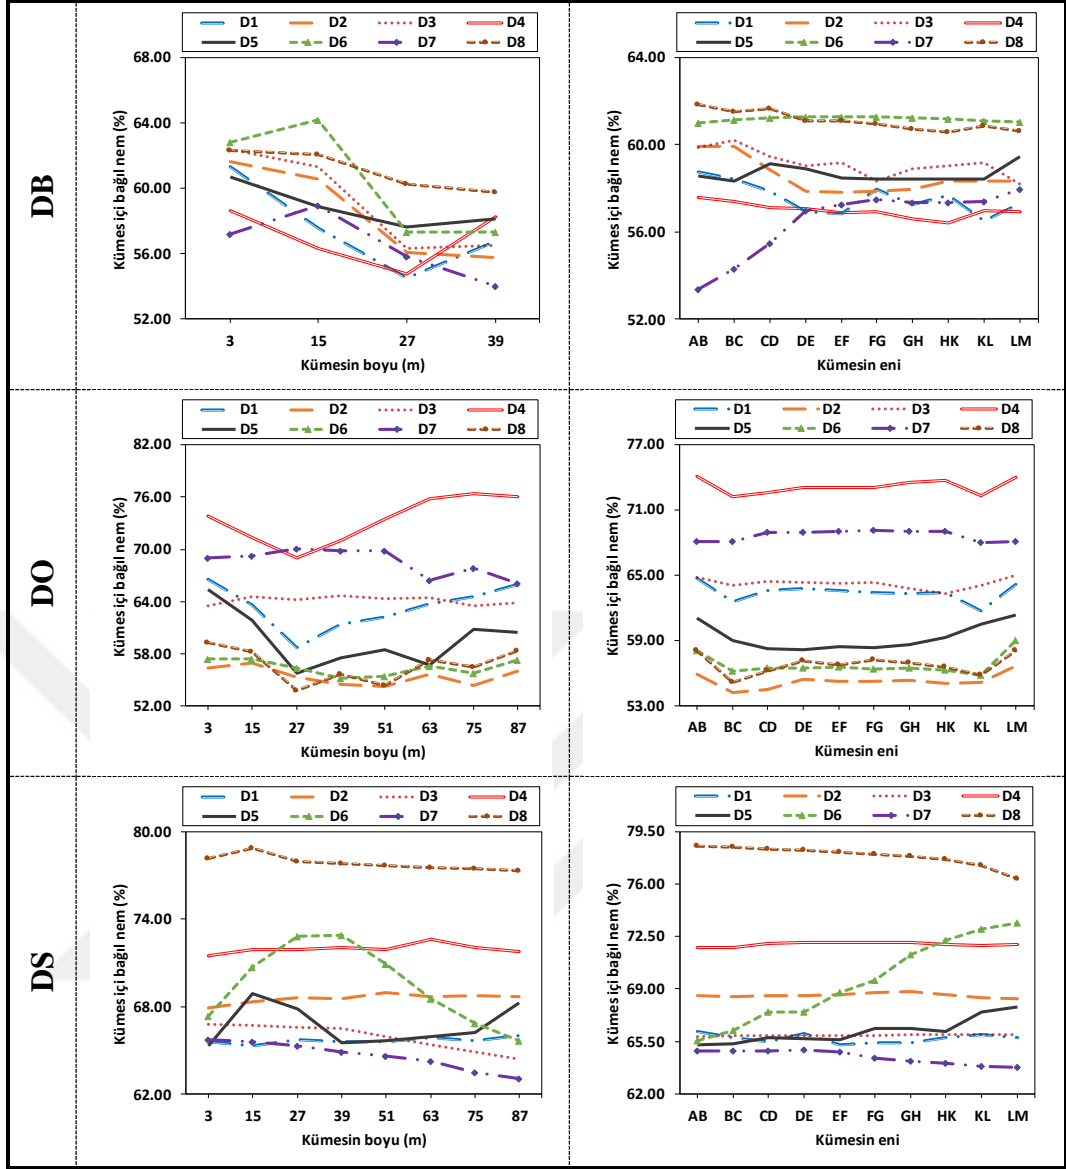 DB
D1 D2 D3 D4
D5 D6 D7 D8
Kümes içi bağıl nem (%)
68.00
64.00
60.00
56.00
52.00
3 15 27 39
Kümesin boyu (m)
D1 D2 D3 D4
D5 D6 D7 D8
Kümes içi bağıl nem (%)
64.00
60.00
56.00
52.00
AB BC CD DE EF FG GH HK KL LM
Kümesin eni
DO
D1 D2 D3 D4
D5 D6 D7 D8
Kümes içi bağıl nem (%)
82.00
76.00
70.00
64.00
58.00
52.00
3 15 27 39 51 63 75 87
Kümesin boyu (m)
D1 D2 D3 D4
D5 D6 D7 D8
Kümes içi bağıl nem (%)
77.00
71.00
65.00
59.00
53.00
AB BC CD DE EF FG GH HK KL LM
Kümesin eni
DS
D1 D2 D3 D4
D5 D6 D7 D8
Kümes içi bağıl nem (%)
80.00
74.00
68.00
62.00
3 15 27 39 51 63 75 87
Kümesin boyu (m)
D1 D2 D3 D4
D5 D6 D7 D8
Kümes içi bağıl nem (%)
79.50
76.00
72.50
69.00
65.50
62.00
AB BC CD DE EF FG GH HK KL LM
Kümesin eni